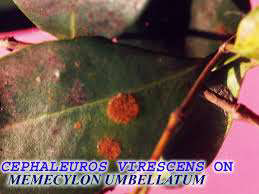 CEPHALEUROS VIRESCENS ON
MEMECYLON UMBELLATUM